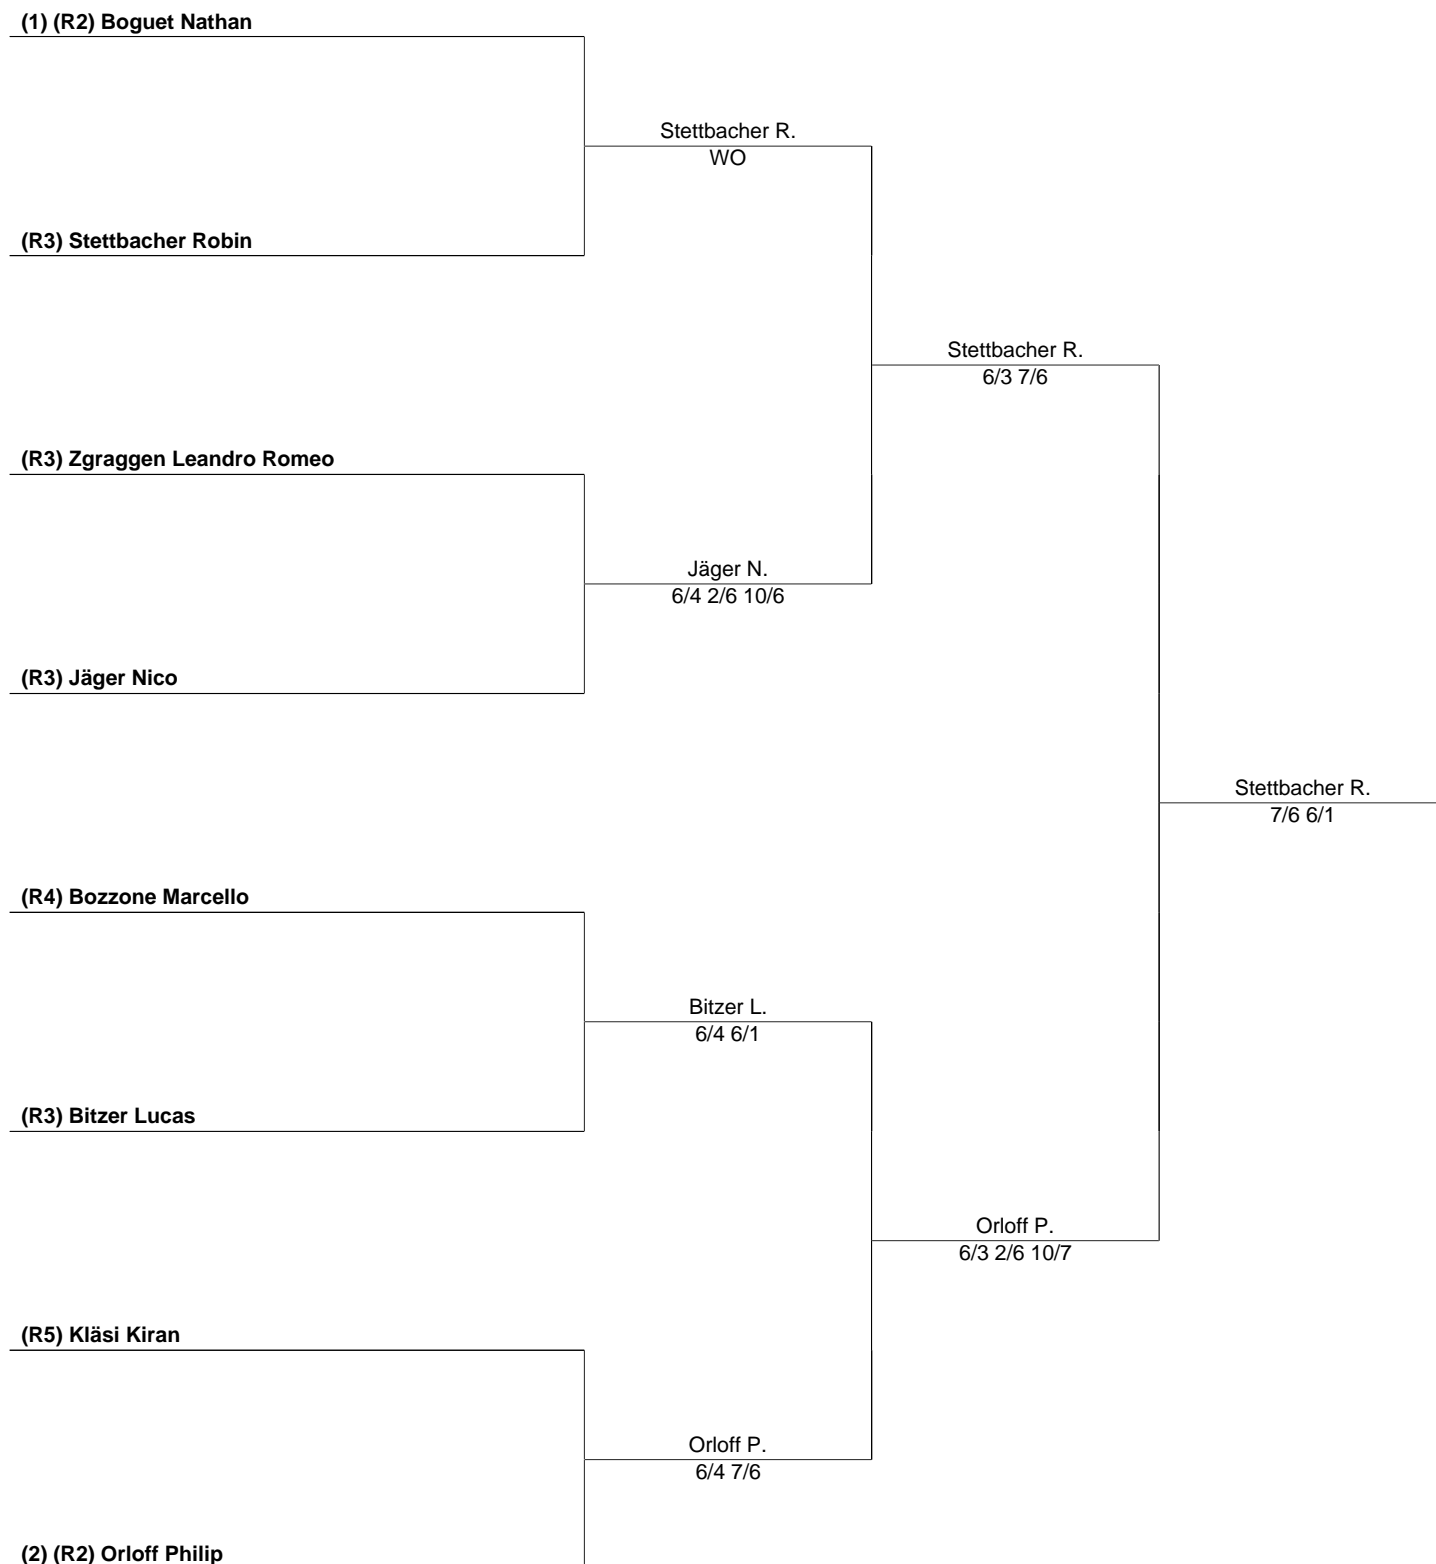 (1) (R2) Boguet Nathan
Stettbacher R.
WO
(R3) Stettbacher Robin
Stettbacher R.
6/3 7/6
(R3) Zgraggen Leandro Romeo
Jäger N.
6/4 2/6 10/6
(R3) Jäger Nico
Stettbacher R.
7/6 6/1
(R4) Bozzone Marcello
Bitzer L.
6/4 6/1
(R3) Bitzer Lucas
Orloff P.
6/3 2/6 10/7
(R5) Kläsi Kiran
Orloff P.
6/4 7/6
(2) (R2) Orloff Philip